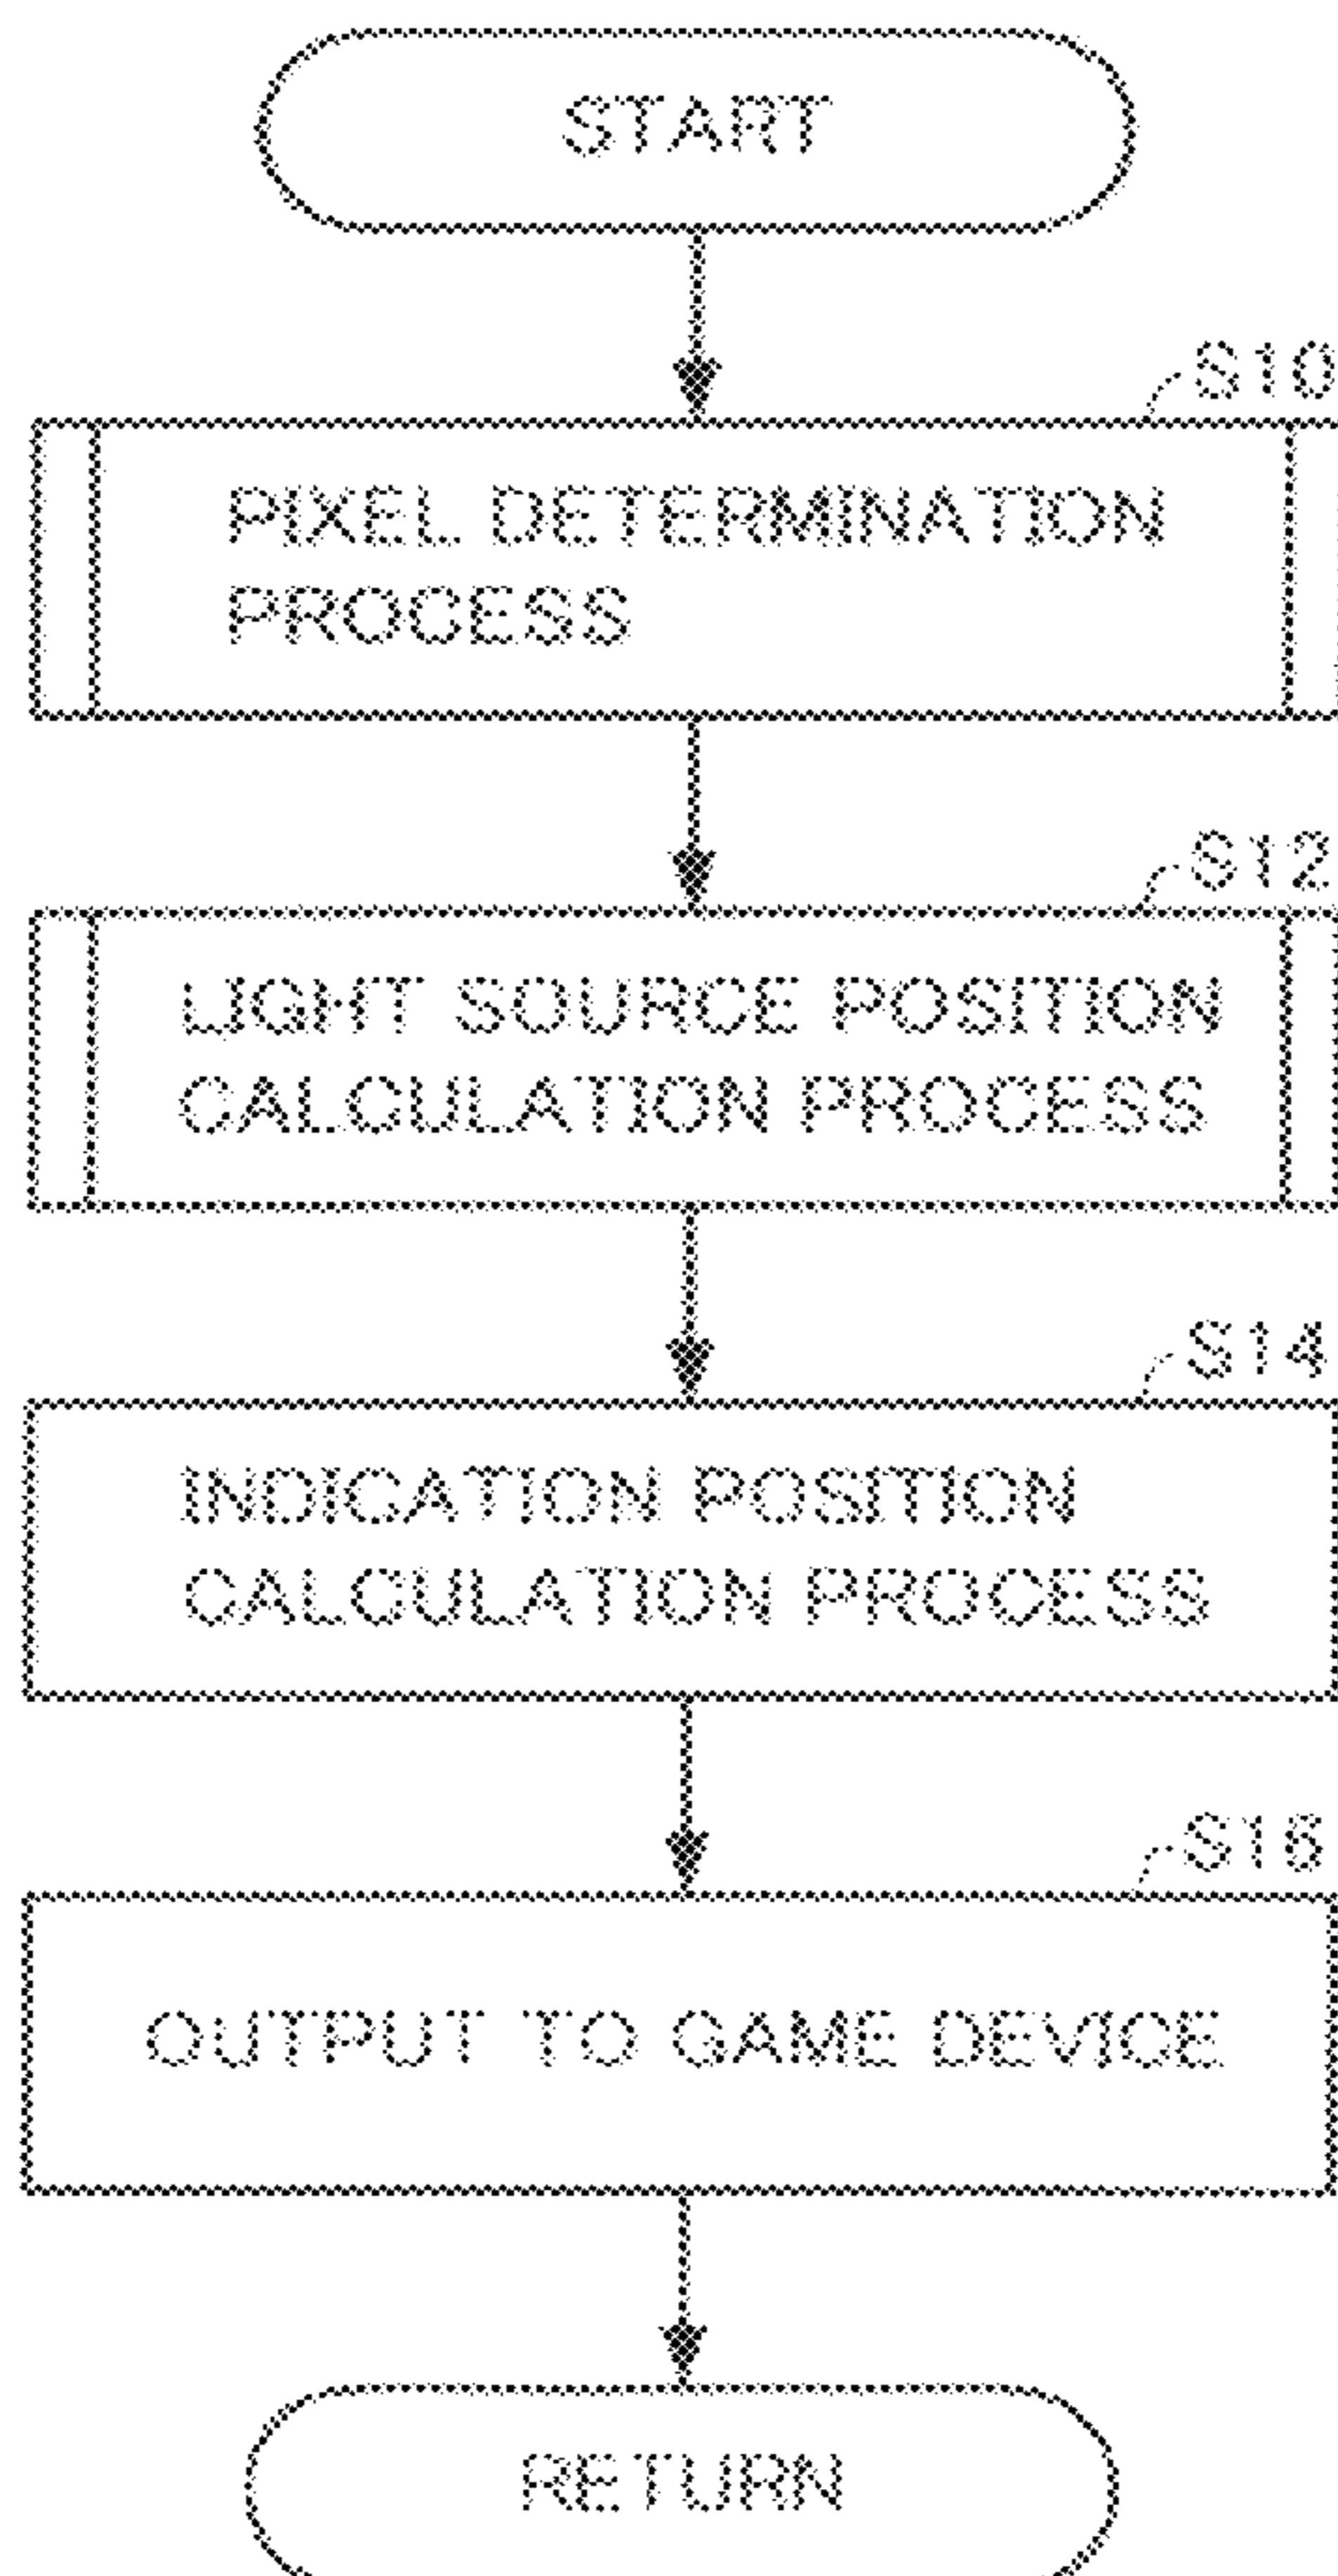 START
S10
PIXEL DETERMINATION
PROCESS
S12
LIGHT SOURCE POSITION
CALCULATION PROCESS
S14
INDICATION POSITION
CALCULATION PROCESS
S16
OUTPUT TO GAME DEVICE
RETURN